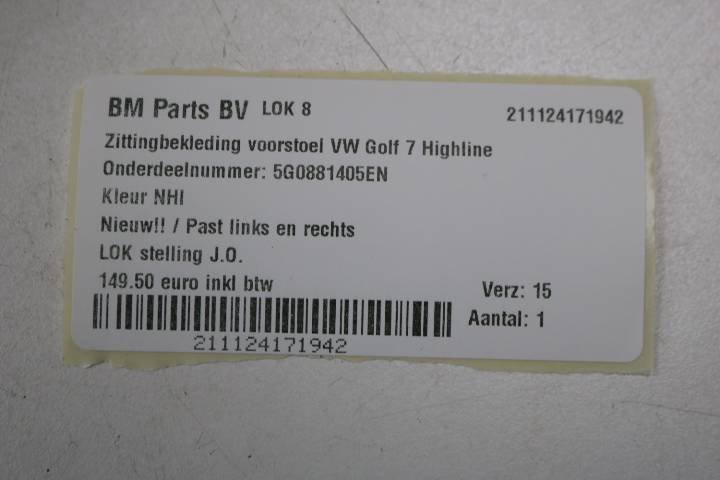 BM Parts BV LOK 8 211124171942
Zittingbekleding voorstoel VW Golf 7 Highline
Onderdeelnummer: 5G0881405EN
Kleur NHI
Nieuw!! / Past links en rechts
LOK stelling J.O.
149.50 euro inkl btw Verz: 15
Aantal: 1
211124171942